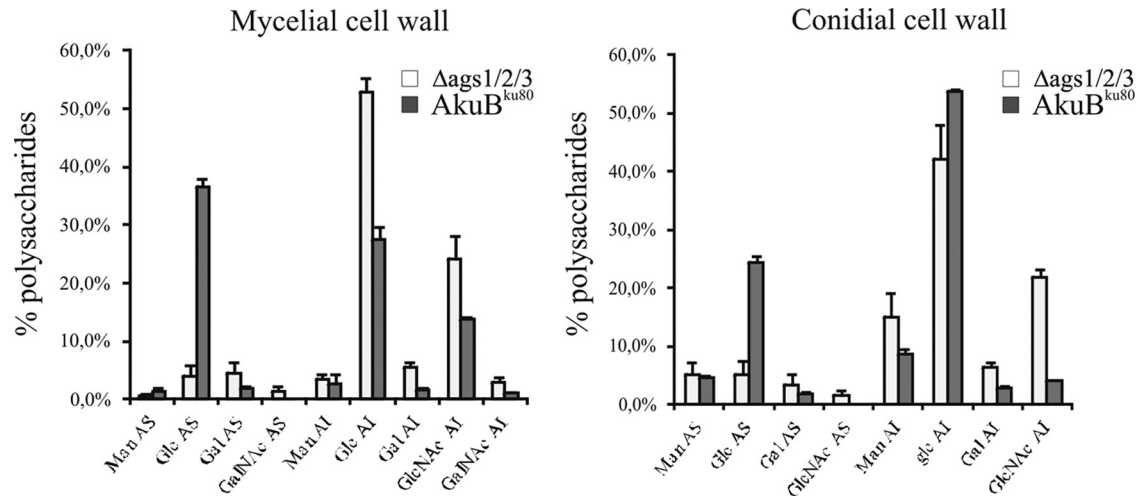 Mycelial cell wall
% polysaccharides
60,0%
50,0%
40,0%
30,0%
20,0%
10,0%
0,0%
Δags1/2/3
AkuB^ku80
Man AS
Glc AS
Gal AS
GalNAc AS
Man AI
Glc AI
Gal AI
GlcNAc AI
GalNAc AI
Conidial cell wall
% polysaccharides
60,0%
50,0%
40,0%
30,0%
20,0%
10,0%
0,0%
Δags1/2/3
AkuB^ku80
Man AS
Glc AS
Gal AS
GlcNAc AS
Man AI
glc AI
Gal AI
GlcNAc AI